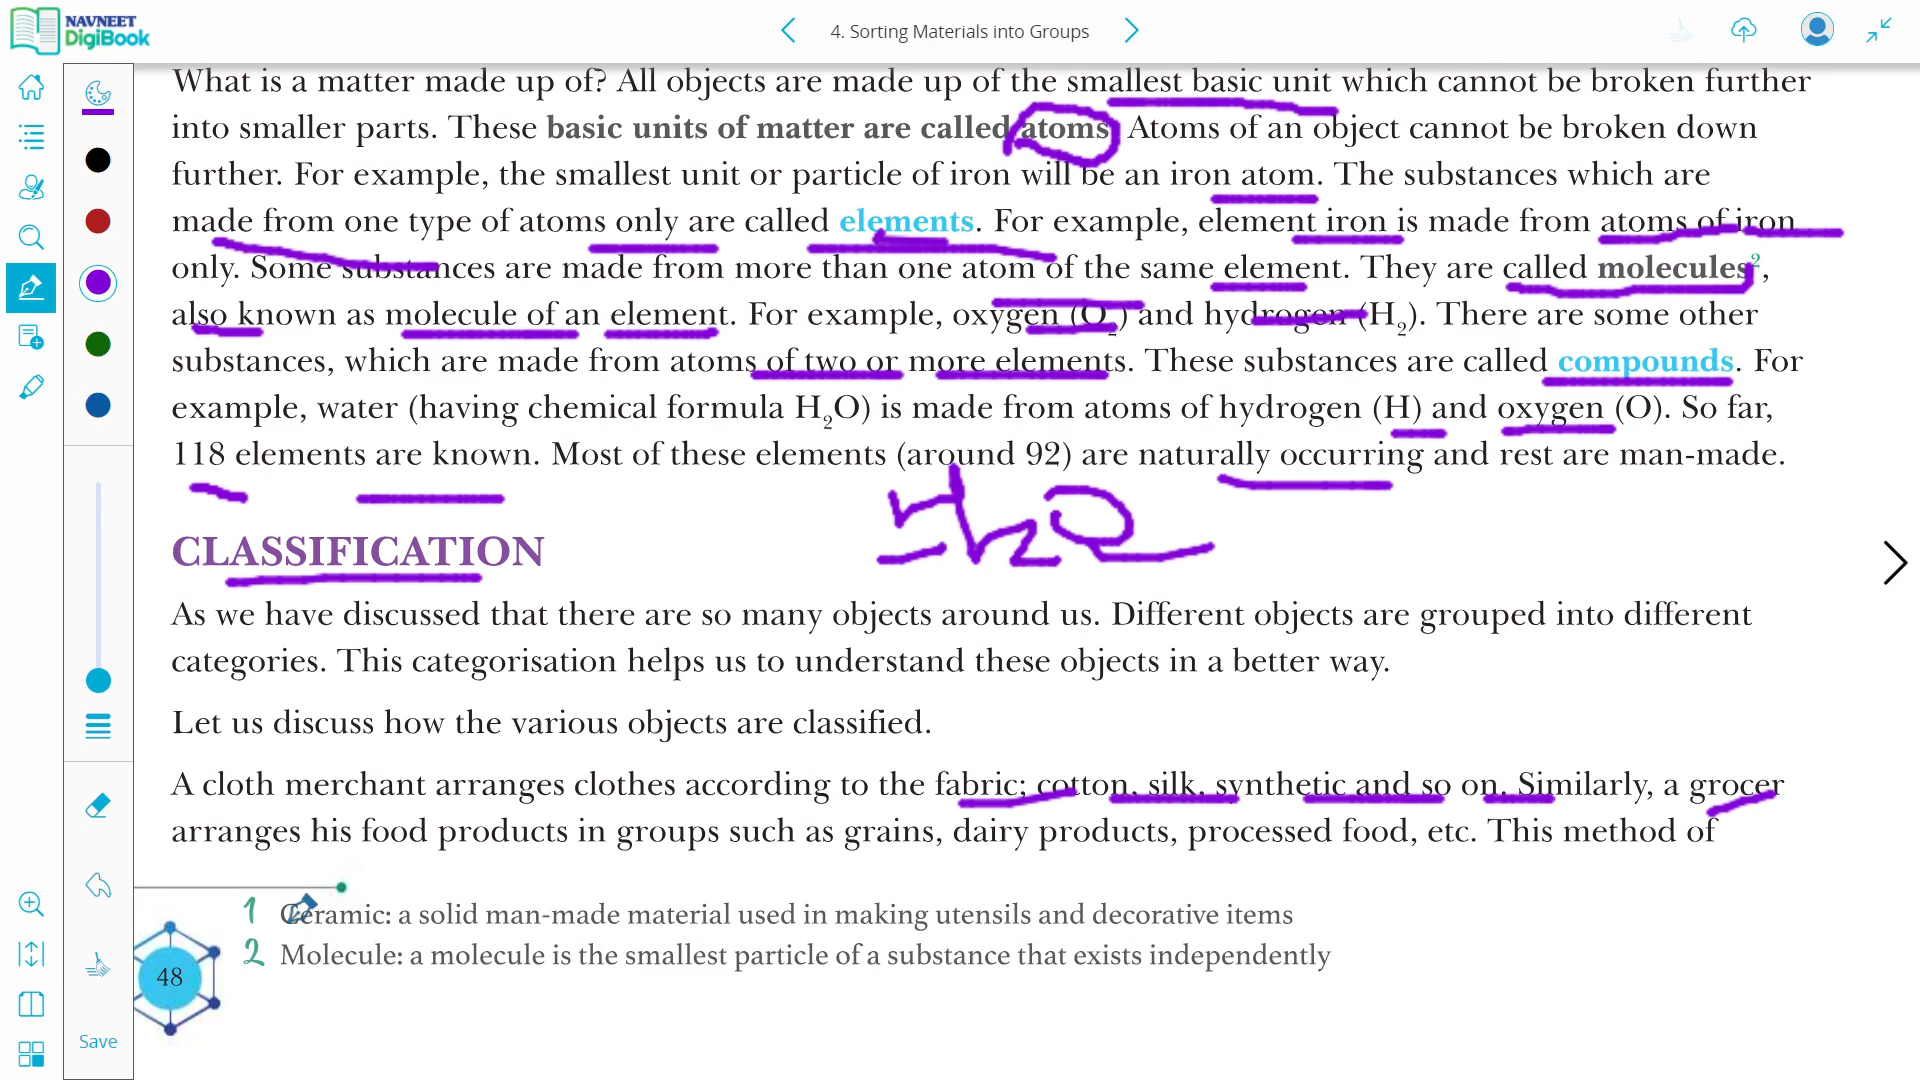 NAVNEET
DigiBook
4. Sorting Materials into Groups
What is a matter made up of? All objects are made up of the smallest basic unit which cannot be broken further
into smaller parts. These basic units of matter are called atoms. Atoms of an object cannot be broken down
further. For example, the smallest unit or particle of iron will be an iron atom. The substances which are
made from one type of atoms only are called elements. For example, element iron is made from atoms of iron
only. Some substances are made from more than one atom of the same element. They are called molecules²,
also known as molecule of an element. For example, oxygen (O₂) and hydrogen (H₂). There are some other
substances, which are made from atoms of two or more elements. These substances are called compounds. For
example, water (having chemical formula H₂O) is made from atoms of hydrogen (H) and oxygen (O). So far,
118 elements are known. Most of these elements (around 92) are naturally occurring and rest are man-made.
H2O
CLASSIFICATION
As we have discussed that there are so many objects around us. Different objects are grouped into different
categories. This categorisation helps us to understand these objects in a better way.
Let us discuss how the various objects are classified.
A cloth merchant arranges clothes according to the fabric; cotton, silk, synthetic and so on. Similarly, a grocer
arranges his food products in groups such as grains, dairy products, processed food, etc. This method of
1 Ceramic: a solid man-made material used in making utensils and decorative items
2 Molecule: a molecule is the smallest particle of a substance that exists independently
48
Save